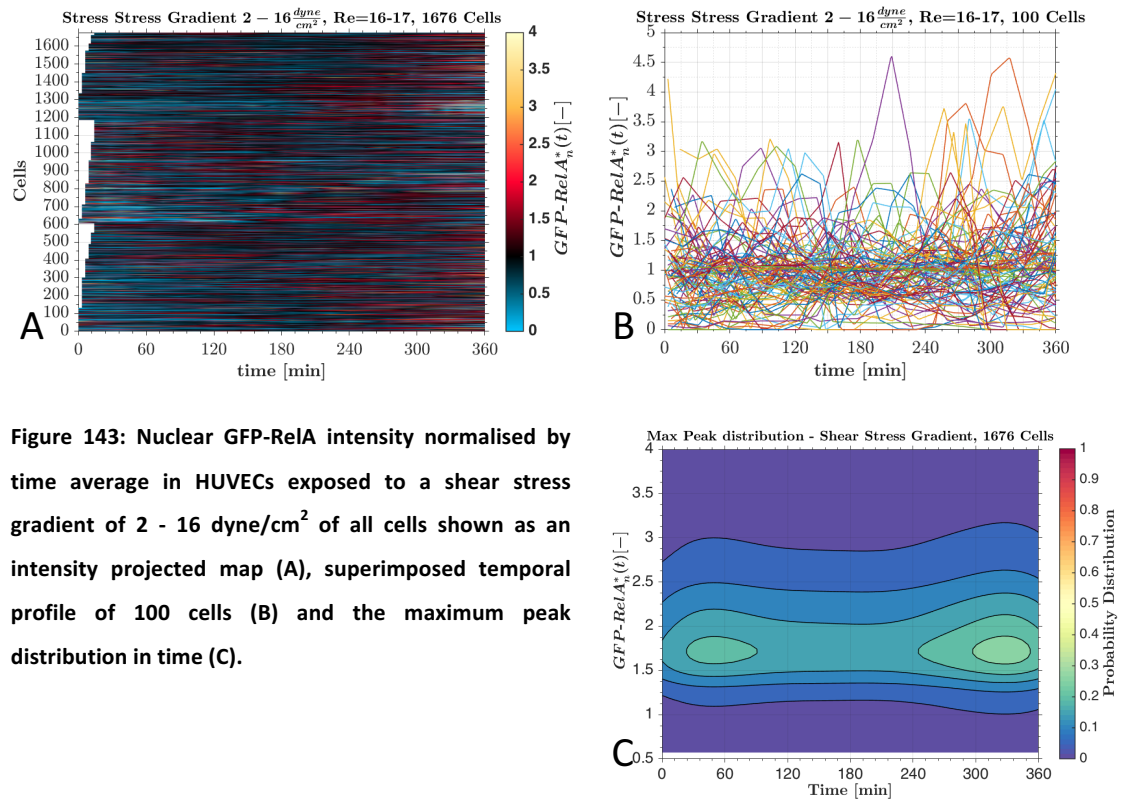 Stress Stress Gradient 2 − 16 dyne/cm², Re=16-17, 1676 Cells
Cells
1600
1500
1400
1300
1200
1100
1000
900
800
700
600
500
400
300
200
100
0
0 60 120 180 240 300 360
time [min]
4
3.5
3
2.5
2
1.5
1
0.5
0
GFP-RelA*ₙ(t)[−]
A
Stress Stress Gradient 2 − 16 dyne/cm², Re=16-17, 100 Cells
GFP-RelA*ₙ(t)[−]
5
4.5
4
3.5
3
2.5
2
1.5
1
0.5
0
0 60 120 180 240 300 360
time [min]
B
Figure 143: Nuclear GFP-RelA intensity normalised by
time average in HUVECs exposed to a shear stress
gradient of 2 - 16 dyne/cm² of all cells shown as an
intensity projected map (A), superimposed temporal
profile of 100 cells (B) and the maximum peak
distribution in time (C).
Max Peak distribution - Shear Stress Gradient, 1676 Cells
GFP-RelA*ₙ(t)[−]
4
3.5
3
2.5
2
1.5
1
0.5
0 60 120 180 240 300 360
Time [min]
1
0.9
0.8
0.7
0.6
0.5
0.4
0.3
0.2
0.1
0
Probability Distribution
C